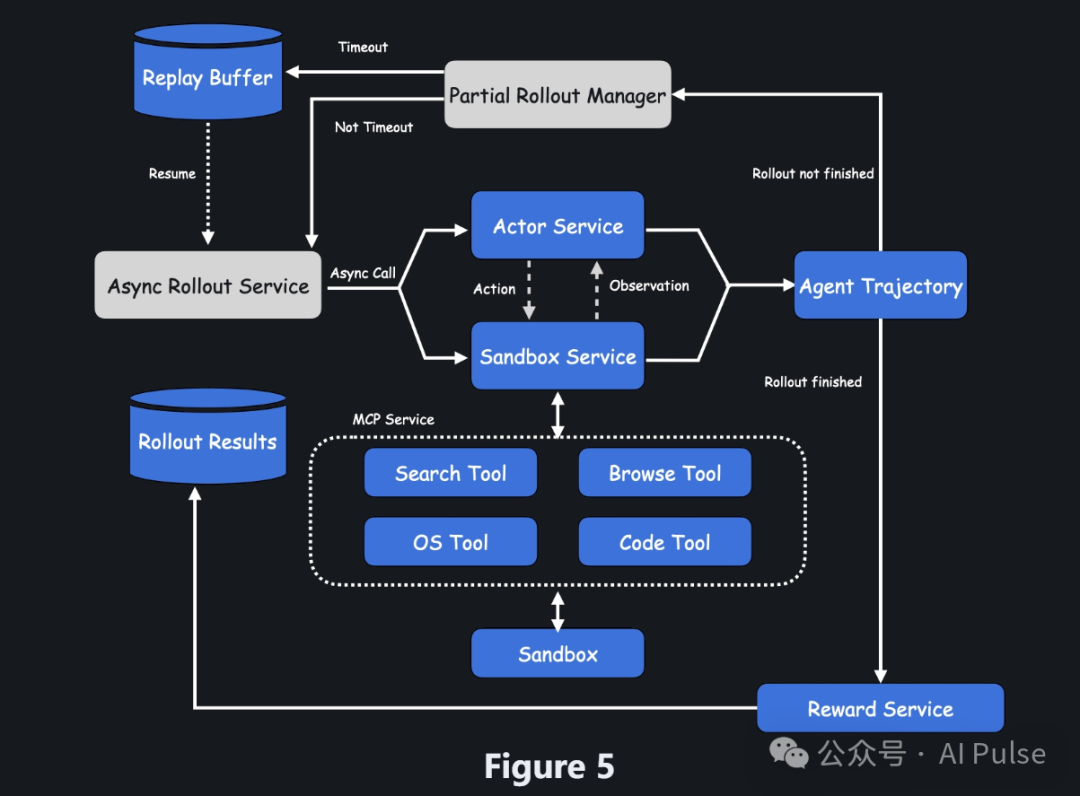 Timeout
Replay Buffer
Partial Rollout Manager
Not Timeout
Resume
Rollout not finished
Actor Service
Async Call
Async Rollout Service
Action
Observation
Agent Trajectory
Sandbox Service
Rollout finished
MCP Service
Rollout Results
Search Tool
Browse Tool
OS Tool
Code Tool
Sandbox
Reward Service
公众号 · AI Pulse
Figure 5